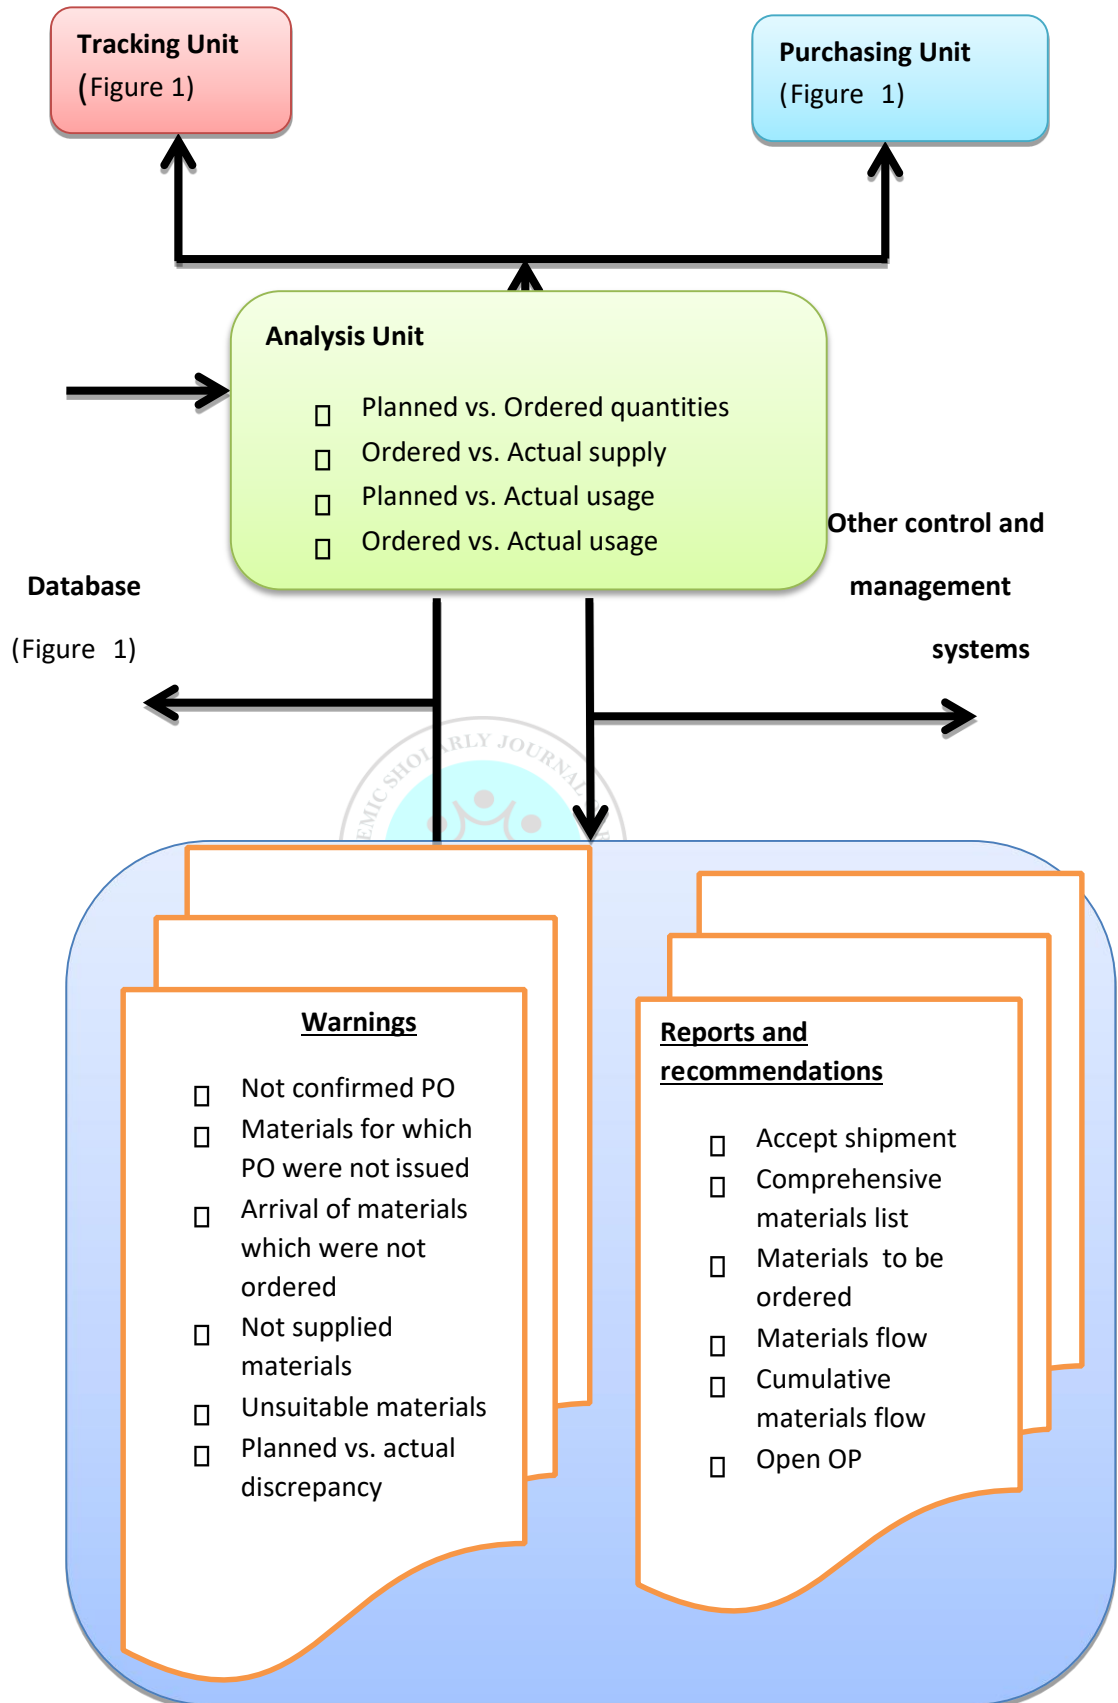 Tracking Unit
(Figure 1)
Purchasing Unit
(Figure 1)
Analysis Unit
Planned vs. Ordered quantities
Ordered vs. Actual supply
Planned vs. Actual usage
Ordered vs. Actual usage
Other control and
management
systems
Database
(Figure 1)
EMIC SHOLARLY JOURNAL
Warnings
Not confirmed PO
Materials for which
PO were not issued
Arrival of materials
which were not
ordered
Not supplied
materials
Unsuitable materials
Planned vs. actual
discrepancy
Reports and
recommendations
Accept shipment
Comprehensive
materials list
Materials to be
ordered
Materials flow
Cumulative
materials flow
Open OP